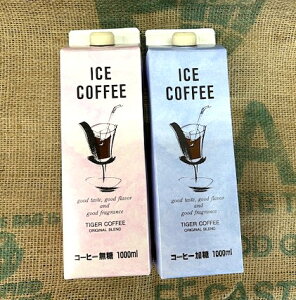 ICE
COFFEE
good taste, good flavor
and
good fragrance
TIGER COFFEE
ORIGINAL BLEND
コーヒー無糖 1000ml
ICE
COFFEE
good taste, good flavor
and
good fragrance
TIGER COFFEE
ORIGINAL BLEND
コーヒー加糖 1000ml